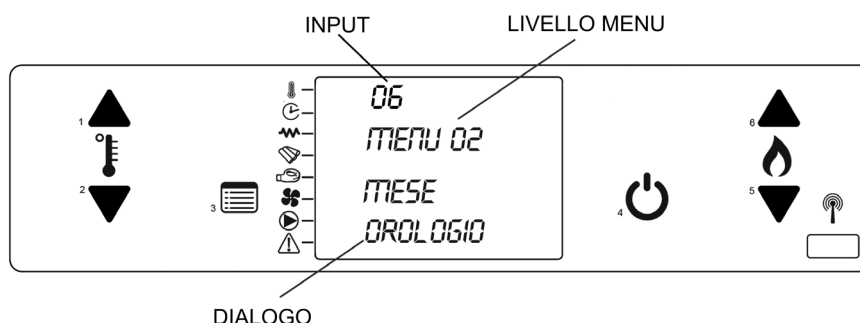 INPUT
LIVELLO MENU
06
MENU 02
MESE
OROLOGIO
1
2
3
4
6
5
DIALOGO